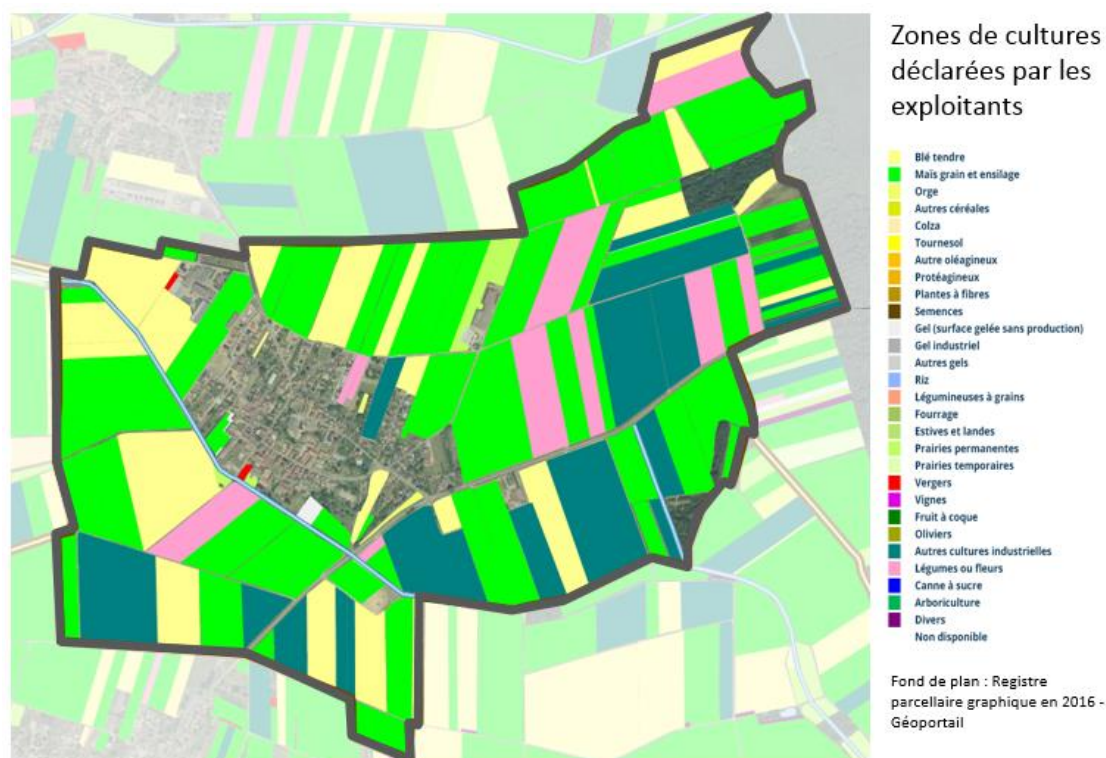 Zones de cultures
déclarées par les
exploitants
Blé tendre
Maïs grain et ensilage
Orge
Autres céréales
Colza
Tournesol
Autre oléagineux
Protéagineux
Plantes à fibres
Semences
Gel (surface gelée sans production)
Gel industriel
Autres gels
Riz
Légumineuses à grains
Fourrage
Estives et landes
Prairies permanentes
Prairies temporaires
Vergers
Vignes
Fruit à coque
Oliviers
Autres cultures industrielles
Légumes ou fleurs
Canne à sucre
Arboriculture
Divers
Non disponible
Fond de plan : Registre
parcellaire graphique en 2016 -
Géoportail